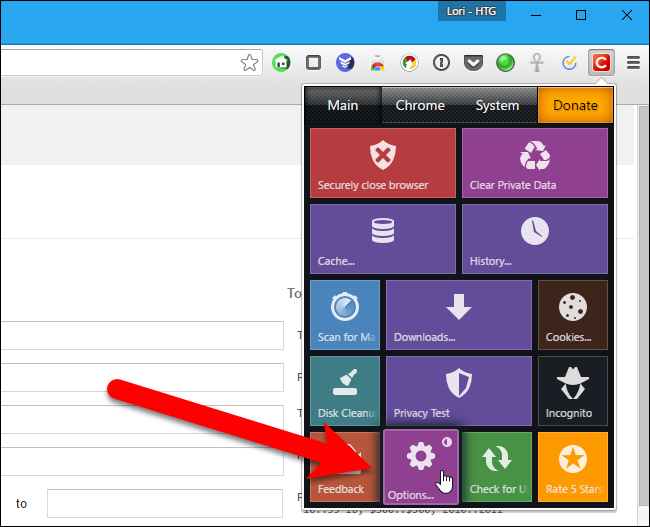 Lori - HTG
C
Main Chrome System Donate
Securely close browser Clear Private Data
Cache... History...
To
Scan for Ma Downloads... Cookies...
Disk Cleanu Privacy Test Incognito
Feedback Options... Check for U Rate 5 Stars
to